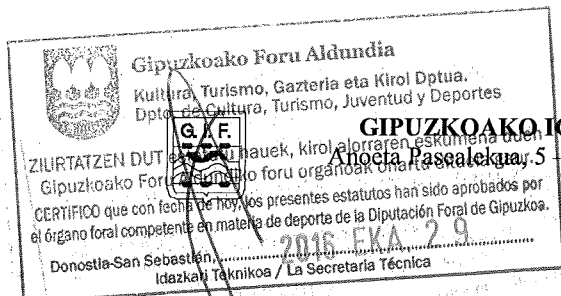 Gipuzkoako Foru Aldundia
Kultura, Turismo, Gazteria eta Kirol Dptua.
Dpto. de Cultura, Turismo, Juventud y Deportes
G. F.
GIPUZKOAKO
Anoeta Pasealekua, 5 -
ZIURTATZEN DUT hauek, kirol alorraren eskumena duen
Gipuzkoako Foru Aldundiko foru organoak onartu
CERTIFICO que con fecha de hoy, los presentes estatutos han sido aprobados por
el órgano foral competente en materia de deporte de la Diputación Foral de Gipuzkoa.
2016 EKA. 29
Donostia-San Sebastián,
Idazkari Teknikoa / La Secretaria Técnica